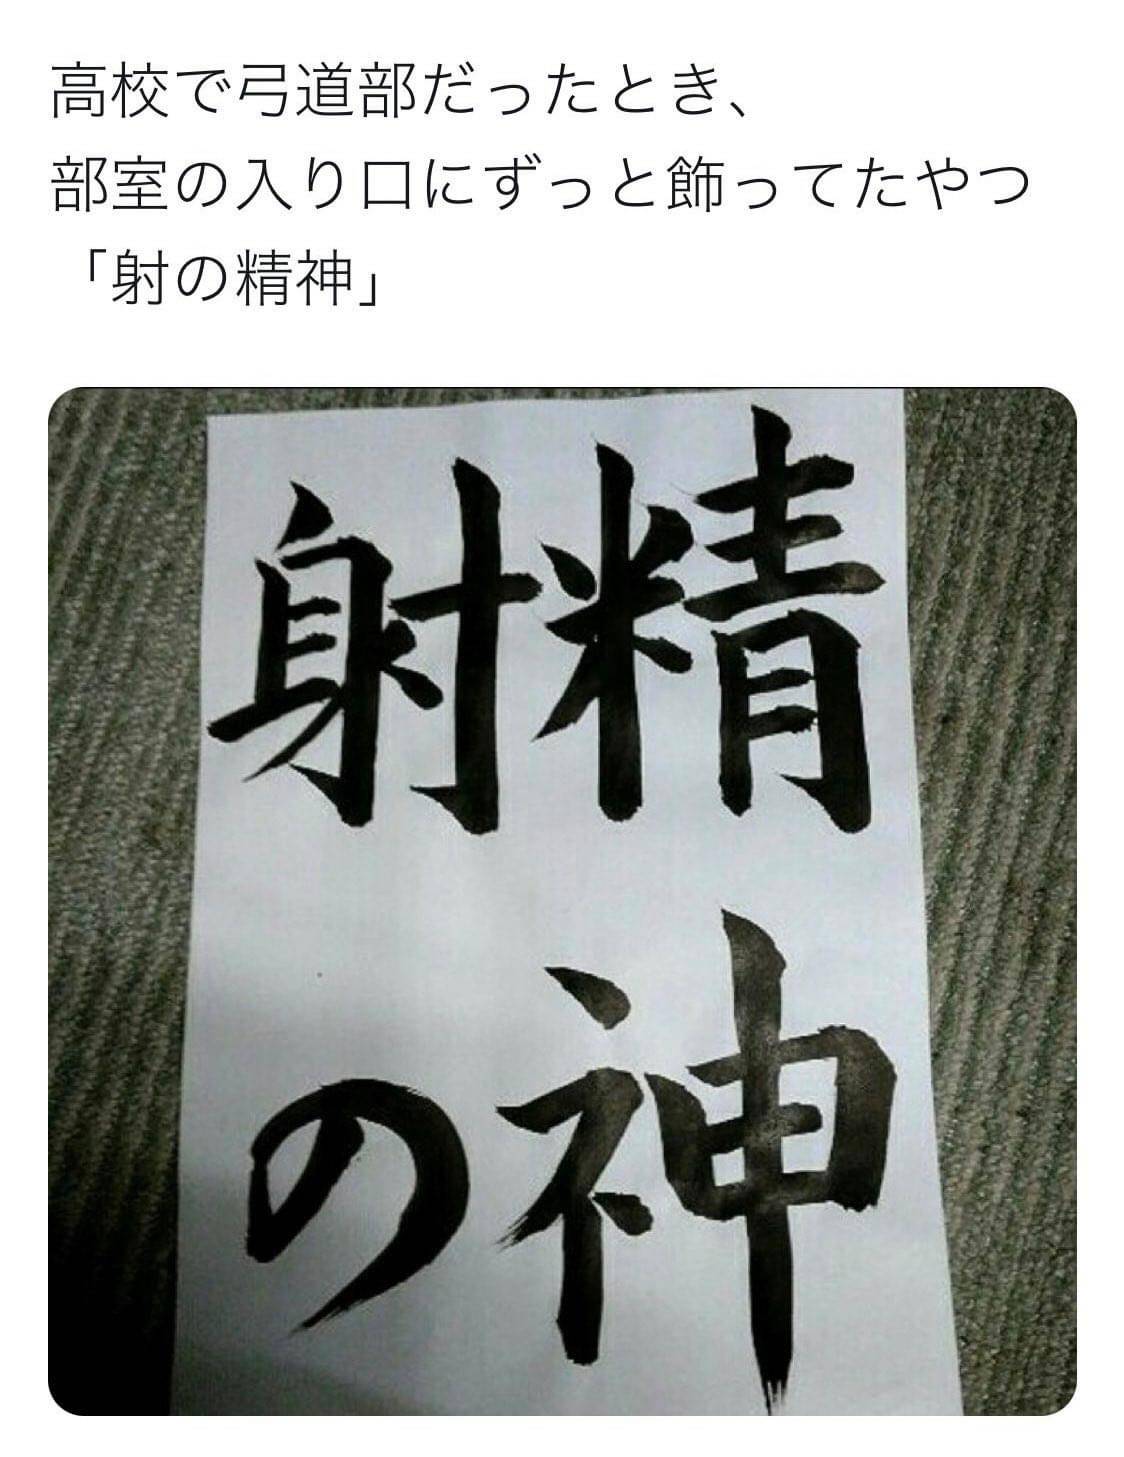 高校で弓道部だったとき、
部室の入り口にずっと飾ってたやつ
「射の精神」
射精
の神